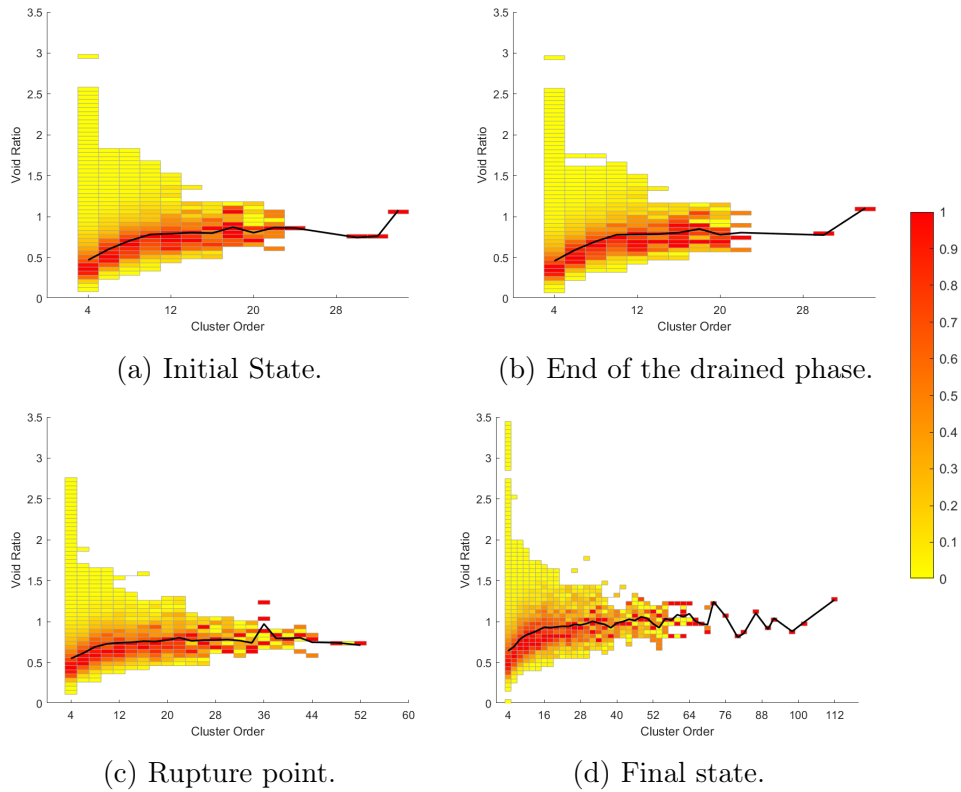 3.5
3
2.5
2
1.5
1
0.5
0
Void Ratio
4 12 20 28
Cluster Order
(a) Initial State.
3.5
3
2.5
2
1.5
1
0.5
0
Void Ratio
4 12 20 28
Cluster Order
(b) End of the drained phase.
1
0.9
0.8
0.7
0.6
0.5
0.4
0.3
0.2
0.1
0
3.5
3
2.5
2
1.5
1
0.5
0
Void Ratio
4 12 20 28 36 44 52 60
Cluster Order
(c) Rupture point.
3.5
3
2.5
2
1.5
1
0.5
0
Void Ratio
4 16 28 40 52 64 76 88 100 112
Cluster Order
(d) Final state.